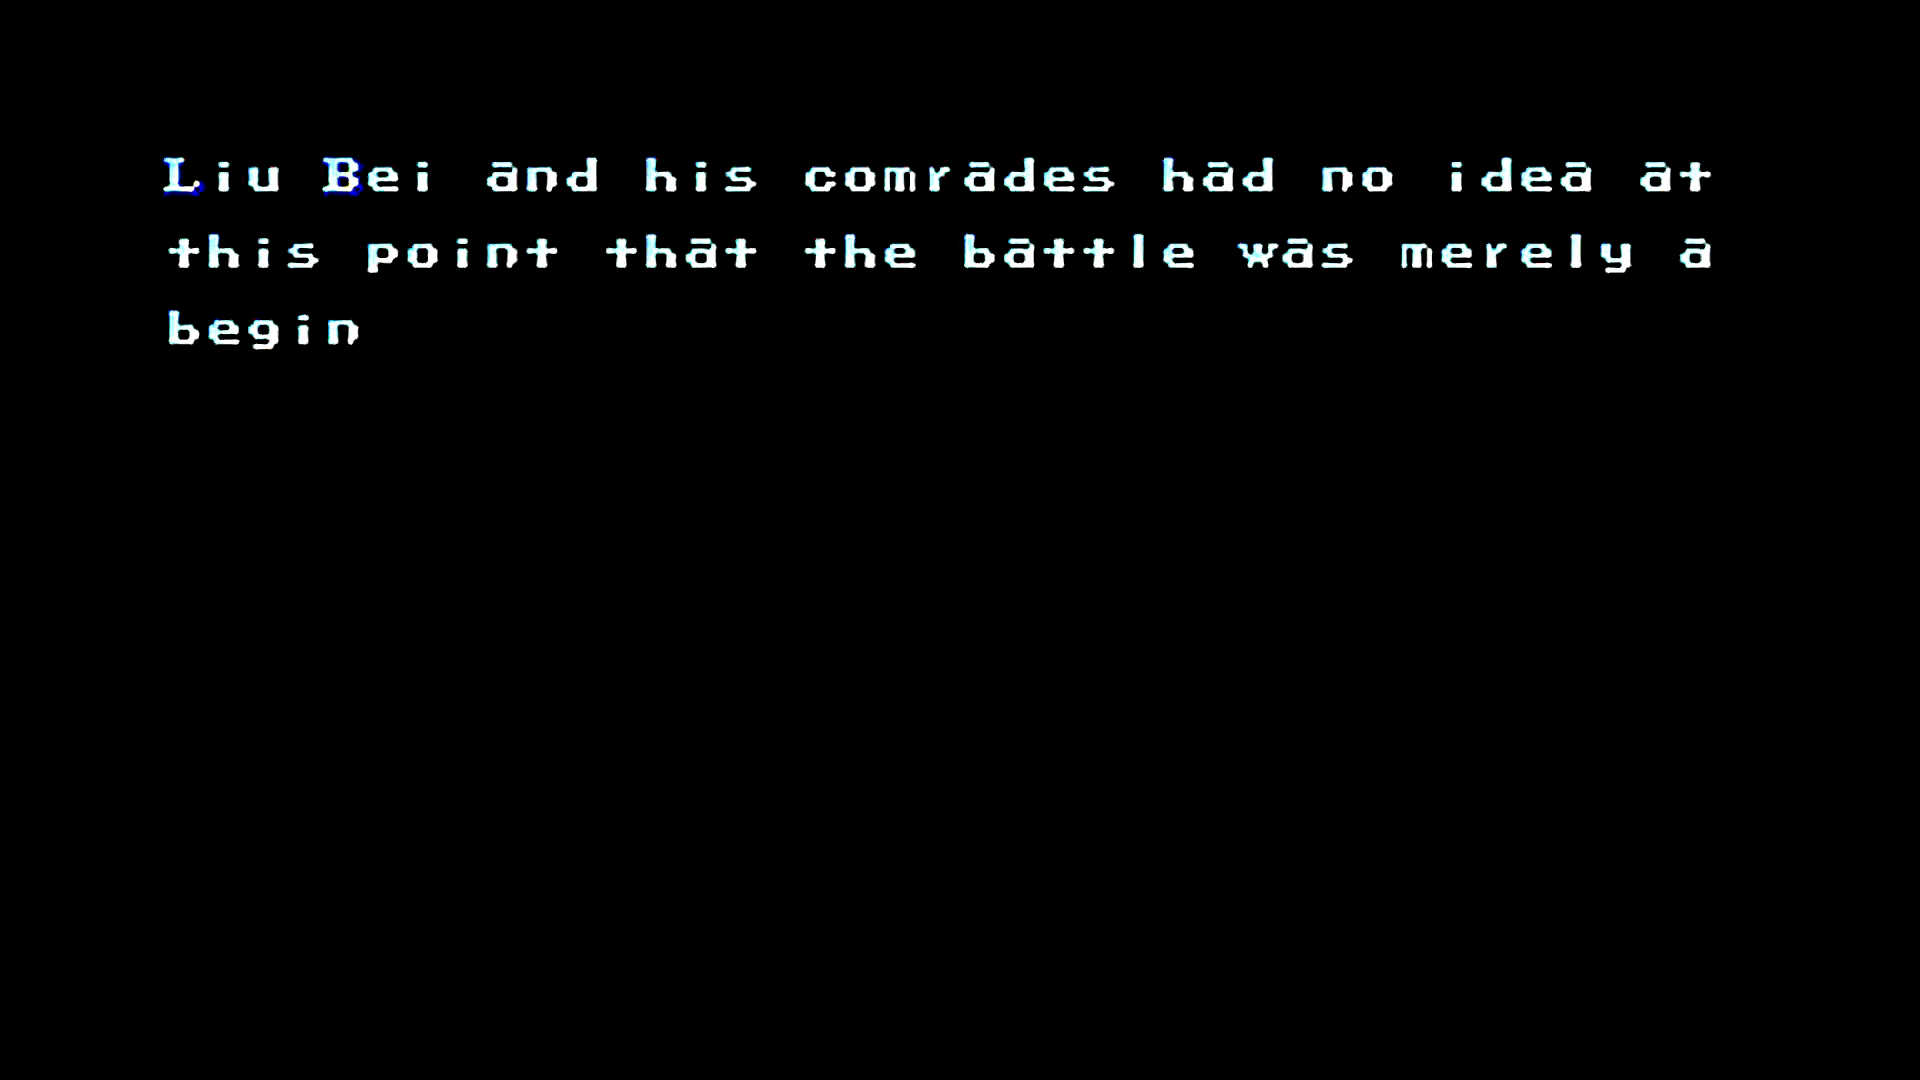 Liu Bei and his comrades had no idea at
this point that the battle was merely a
begin